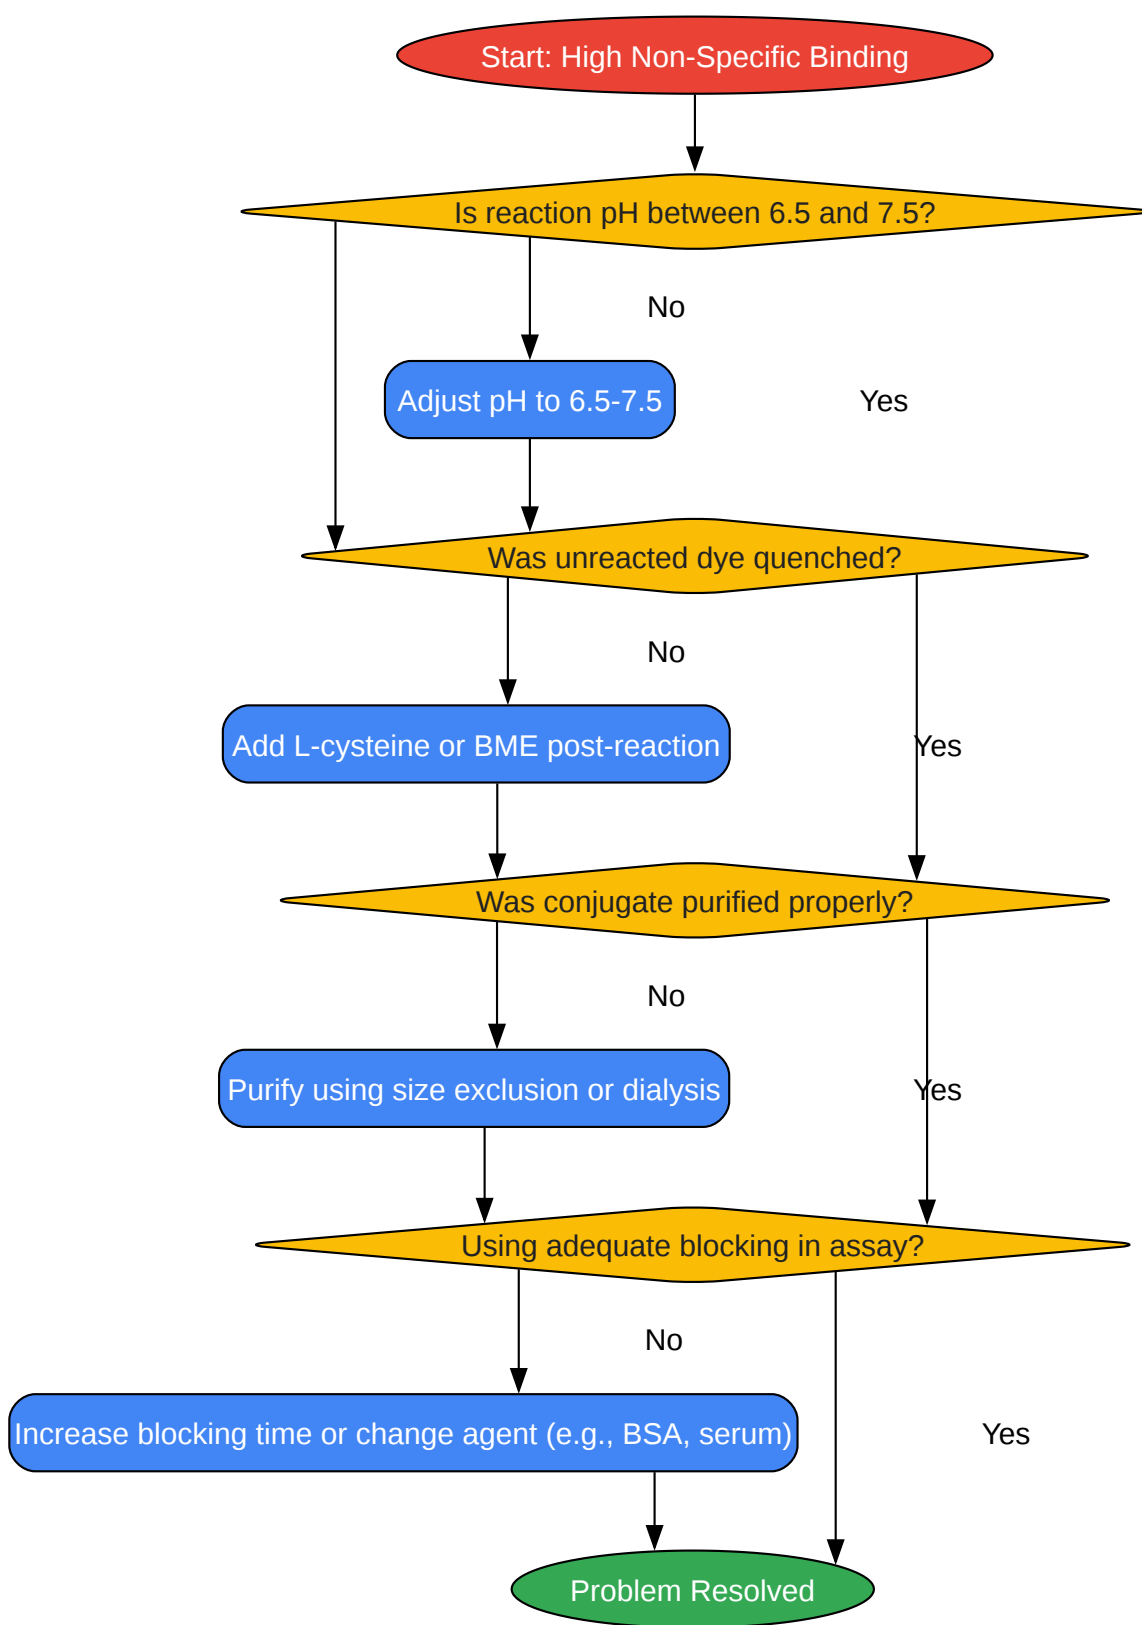 Start: High Non-Specific Binding
Is reaction pH between 6.5 and 7.5?
No
Adjust pH to 6.5-7.5
Yes
Was unreacted dye quenched?
No
Add L-cysteine or BME post-reaction
Yes
Was conjugate purified properly?
No
Purify using size exclusion or dialysis
Yes
Using adequate blocking in assay?
No
Increase blocking time or change agent (e.g., BSA, serum)
Yes
Problem Resolved